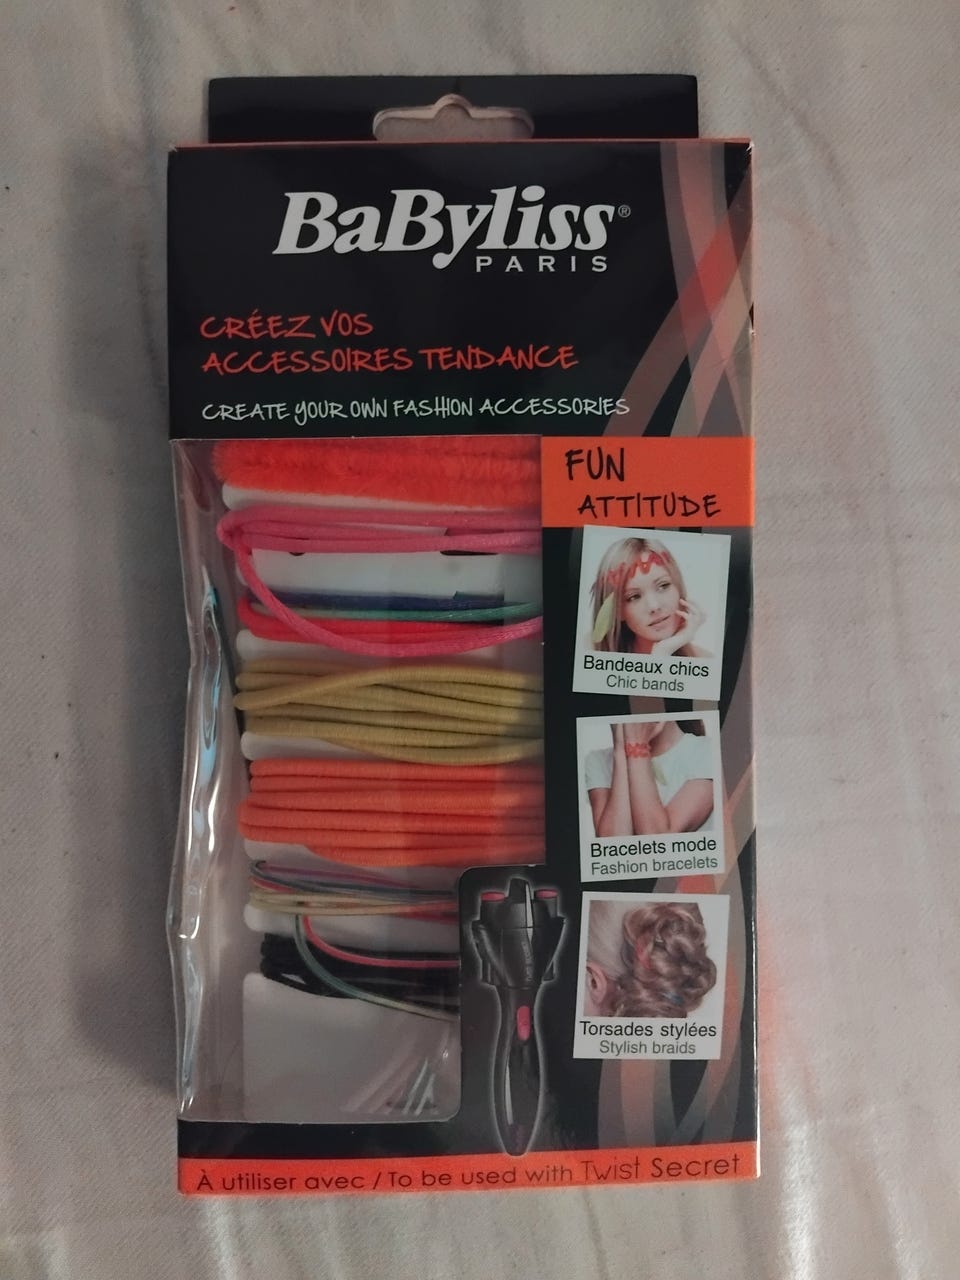 BaByliss®
PARIS
CRÉEZ VOS
ACCESSOIRES TENDANCE
CREATE YOUR OWN FASHION ACCESSORIES
FUN
ATTITUDE
Bandeaux chics
Chic bands
Bracelets mode
Fashion bracelets
Torsades stylées
Stylish braids
À utiliser avec / To be used with Twist Secret